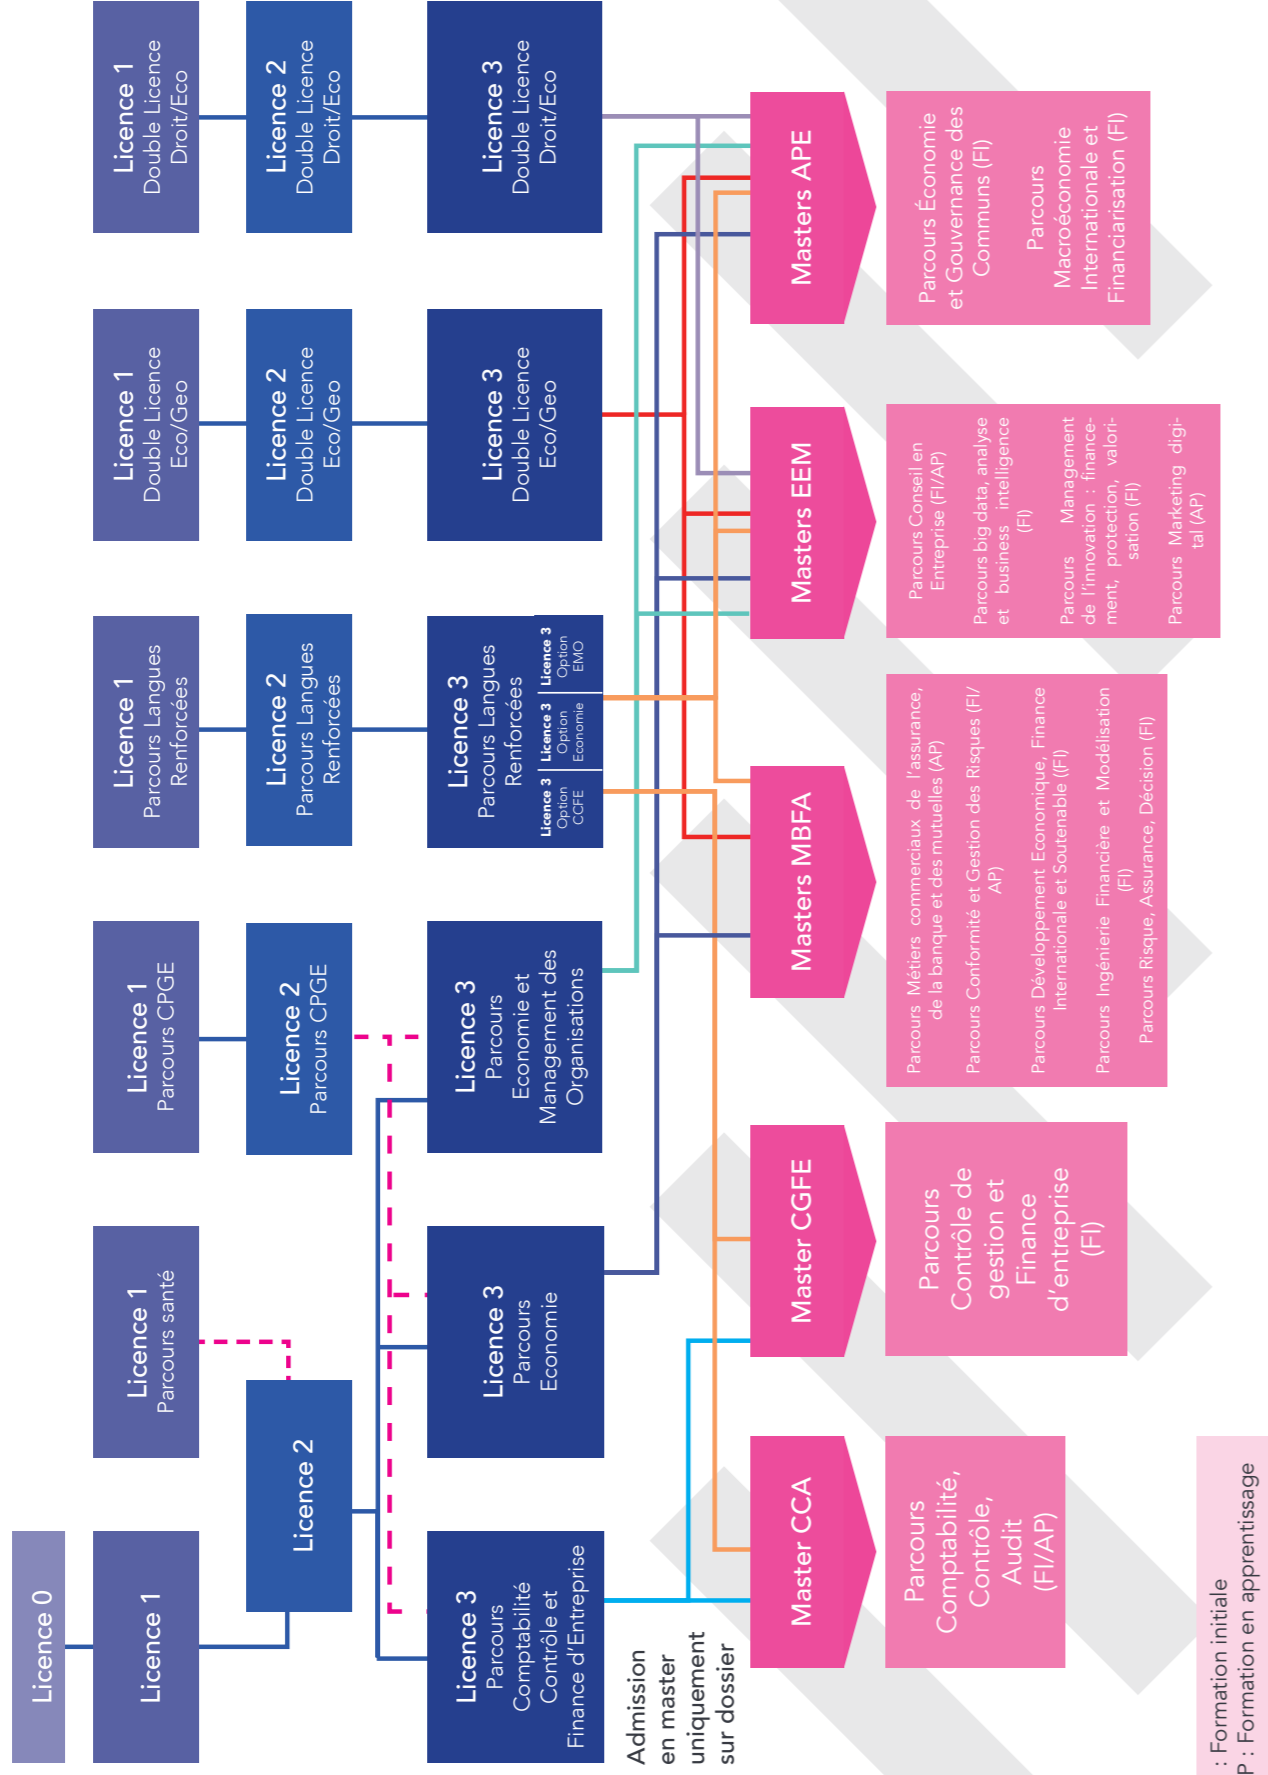 Licence 0
Licence 1
Licence 1
Parcours santé
Licence 1
Parcours CPGE
Licence 1
Parcours Langues
Renforcées
Licence 1
Double Licence
Eco/Geo
Licence 1
Double Licence
Droit/Eco
Licence 2
Licence 2
Parcours CPGE
Licence 2
Parcours Langues
Renforcées
Licence 2
Double Licence
Eco/Geo
Licence 2
Double Licence
Droit/Eco
Licence 3
Parcours
Comptabilité
Contrôle et
Finance d'Entreprise
Licence 3
Parcours
Economie
Licence 3
Parcours
Economie et
Management des
Organisations
Licence 3
Parcours Langues
Renforcées
Licence 3
Option
CCFE
Licence 3
Option
Economie
Licence 3
Option
EMO
Licence 3
Double Licence
Eco/Geo
Licence 3
Double Licence
Droit/Eco
Admission
en master
uniquement
sur dossier
Master CCA
Master CGFE
Masters MBFA
Masters EEM
Masters APE
Parcours
Comptabilité,
Contrôle,
Audit
(FI/AP)
Parcours
Contrôle de
gestion et
Finance
d'entreprise
(FI)
Parcours Métiers commerciaux de l'assurance,
de la banque et des mutuelles (AP)
Parcours Conformité et Gestion des Risques (FI/
AP)
Parcours Développement Economique, Finance
Internationale et Soutenable ((FI)
Parcours Ingénierie Financière et Modélisation
(FI)
Parcours Risque, Assurance, Décision (FI)
Parcours Conseil en
Entreprise (FI/AP)
Parcours big data, analyse
et business intelligence
(FI)
Parcours Management
de l'innovation : finance-
ment, protection, valori-
sation (FI)
Parcours Marketing digi-
tal (AP)
Parcours Économie
et Gouvernance des
Communs (FI)
Parcours
Macroéconomie
Internationale et
Financiarisation (FI)
: Formation initiale
P : Formation en apprentissage